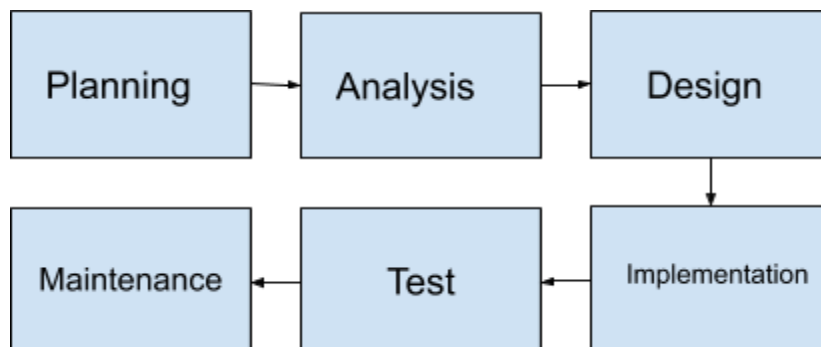 Planning
Analysis
Design
Implementation
Test
Maintenance